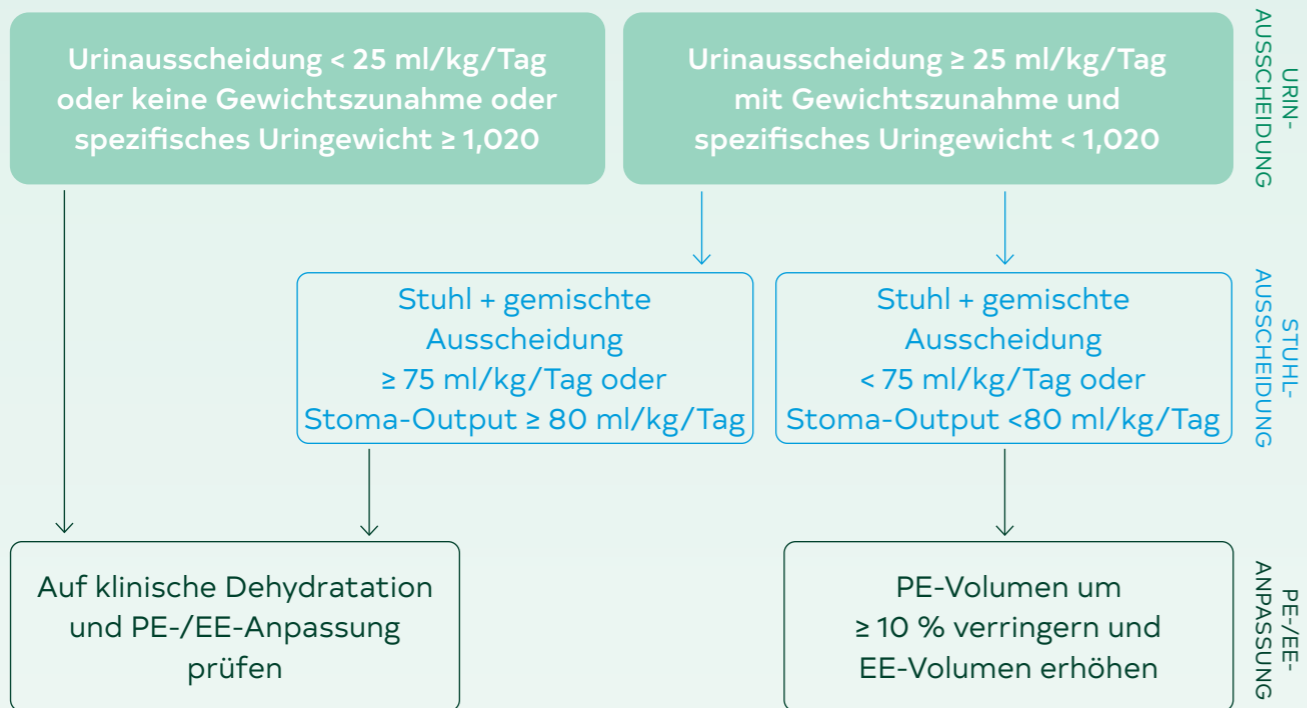 Urinausscheidung < 25 ml/kg/Tag
oder keine Gewichtszunahme oder
spezifisches Uringewicht ≥ 1,020
Urinausscheidung ≥ 25 ml/kg/Tag
mit Gewichtszunahme und
spezifisches Uringewicht < 1,020
URIN-
AUSSCHEIDUNG
Stuhl + gemischte
Ausscheidung
≥ 75 ml/kg/Tag oder
Stoma-Output ≥ 80 ml/kg/Tag
Stuhl + gemischte
Ausscheidung
< 75 ml/kg/Tag oder
Stoma-Output <80 ml/kg/Tag
STUHL-
AUSSCHEIDUNG
Auf klinische Dehydratation
und PE-/EE-Anpassung
prüfen
PE-Volumen um
≥ 10 % verringern und
EE-Volumen erhöhen
PE-/EE-
ANPASSUNG